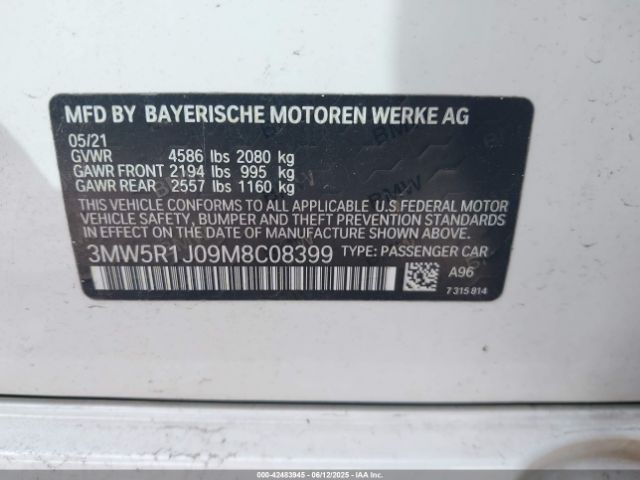 MFD BY BAYERISCHE MOTOREN WERKE AG
05/21
GVWR 4586 lbs 2080 kg
GAWR FRONT 2194 lbs 995 kg
GAWR REAR 2557 lbs 1160 kg
THIS VEHICLE CONFORMS TO ALL APPLICABLE U.S FEDERAL MOTOR
VEHICLE SAFETY, BUMPER, AND THEFT PREVENTION STANDARDS
IN EFFECT ON THE DATE OF MANUFACTURE SHOWN ABOVE.
3MW5R1J09M8C08399 TYPE: PASSENGER CAR
A96
7 315 814
000-42483945 - 06/12/2025 - IAA Inc.